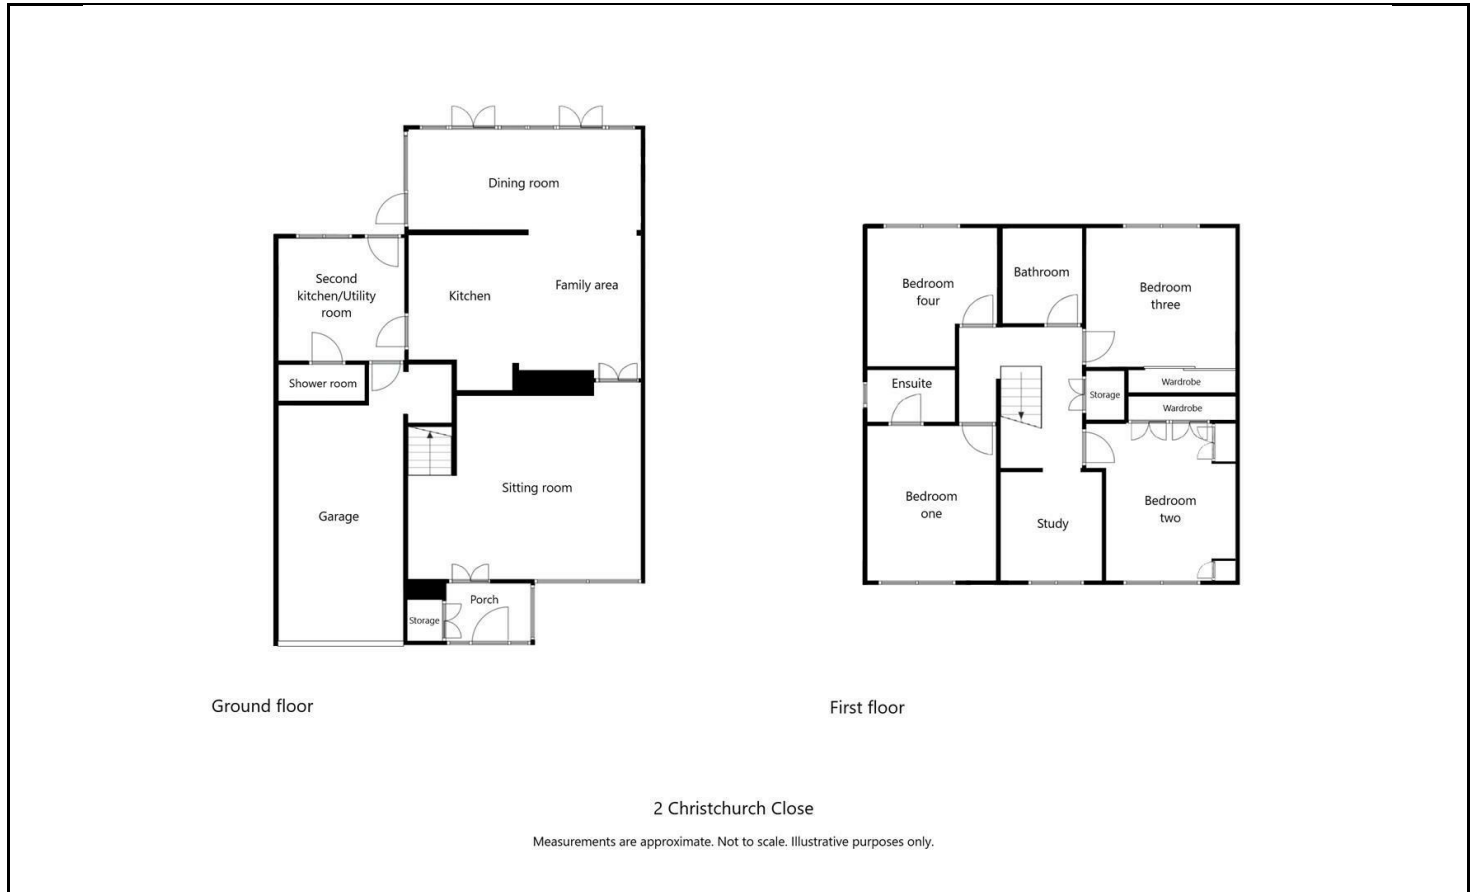 Dining room
Second
kitchen/Utility
room
Kitchen
Family area
Shower room
Sitting room
Garage
Porch
Storage
Ground floor
Bedroom
four
Bathroom
Bedroom
three
Ensuite
Storage
Wardrobe
Wardrobe
Bedroom
one
Study
Bedroom
two
First floor
2 Christchurch Close
Measurements are approximate. Not to scale. Illustrative purposes only.